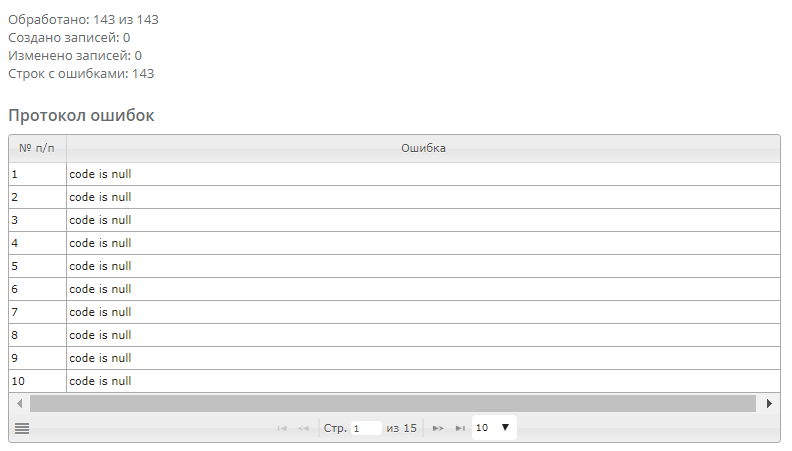 Обработано: 143 из 143
Создано записей: 0
Изменено записей: 0
Строк с ошибками: 143
Протокол ошибок
№ п/п Ошибка
1 code is null
2 code is null
3 code is null
4 code is null
5 code is null
6 code is null
7 code is null
8 code is null
9 code is null
10 code is null
Стр. 1 из 15 10